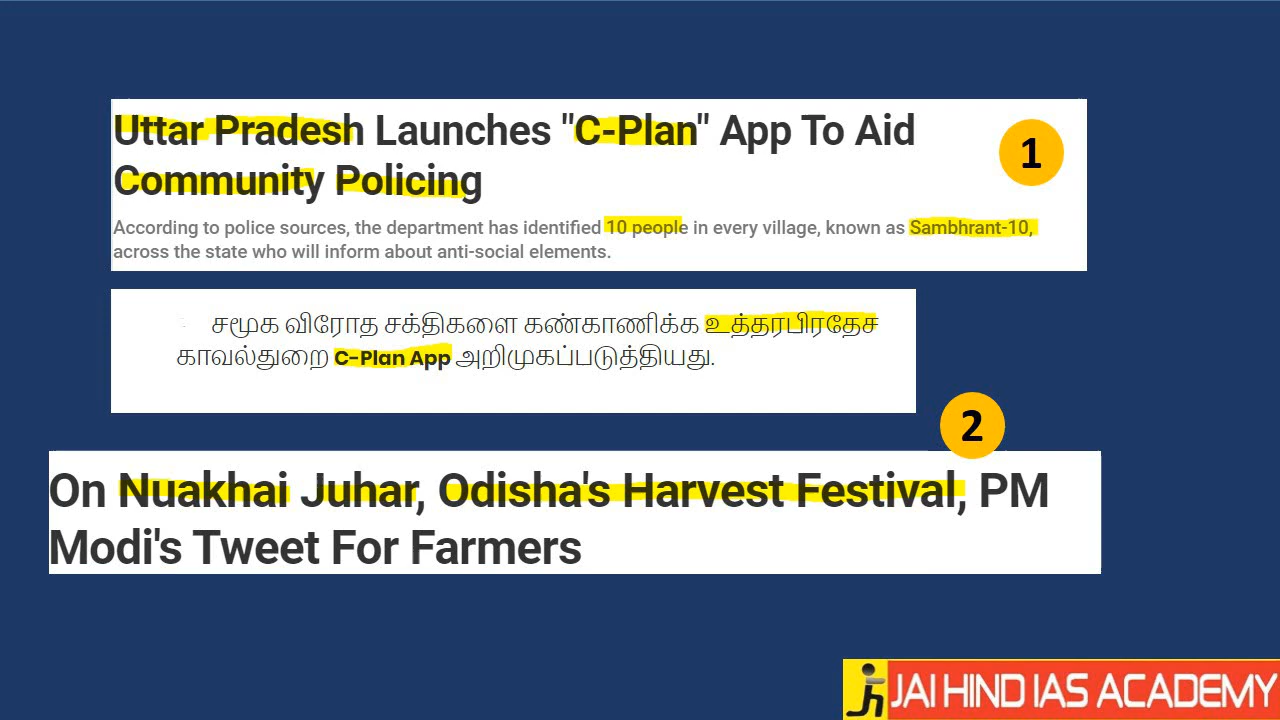 Uttar Pradesh Launches "C-Plan" App To Aid
Community Policing
1
According to police sources, the department has identified 10 people in every village, known as Sambhrant-10,
across the state who will inform about anti-social elements.
சமூக விரோத சக்திகளை கண்காணிக்க உத்தரபிரதேச
காவல்துறை C-Plan App அறிமுகப்படுத்தியது.
2
On Nuakhai Juhar, Odisha's Harvest Festival, PM
Modi's Tweet For Farmers
JAI HIND IAS ACADEMY